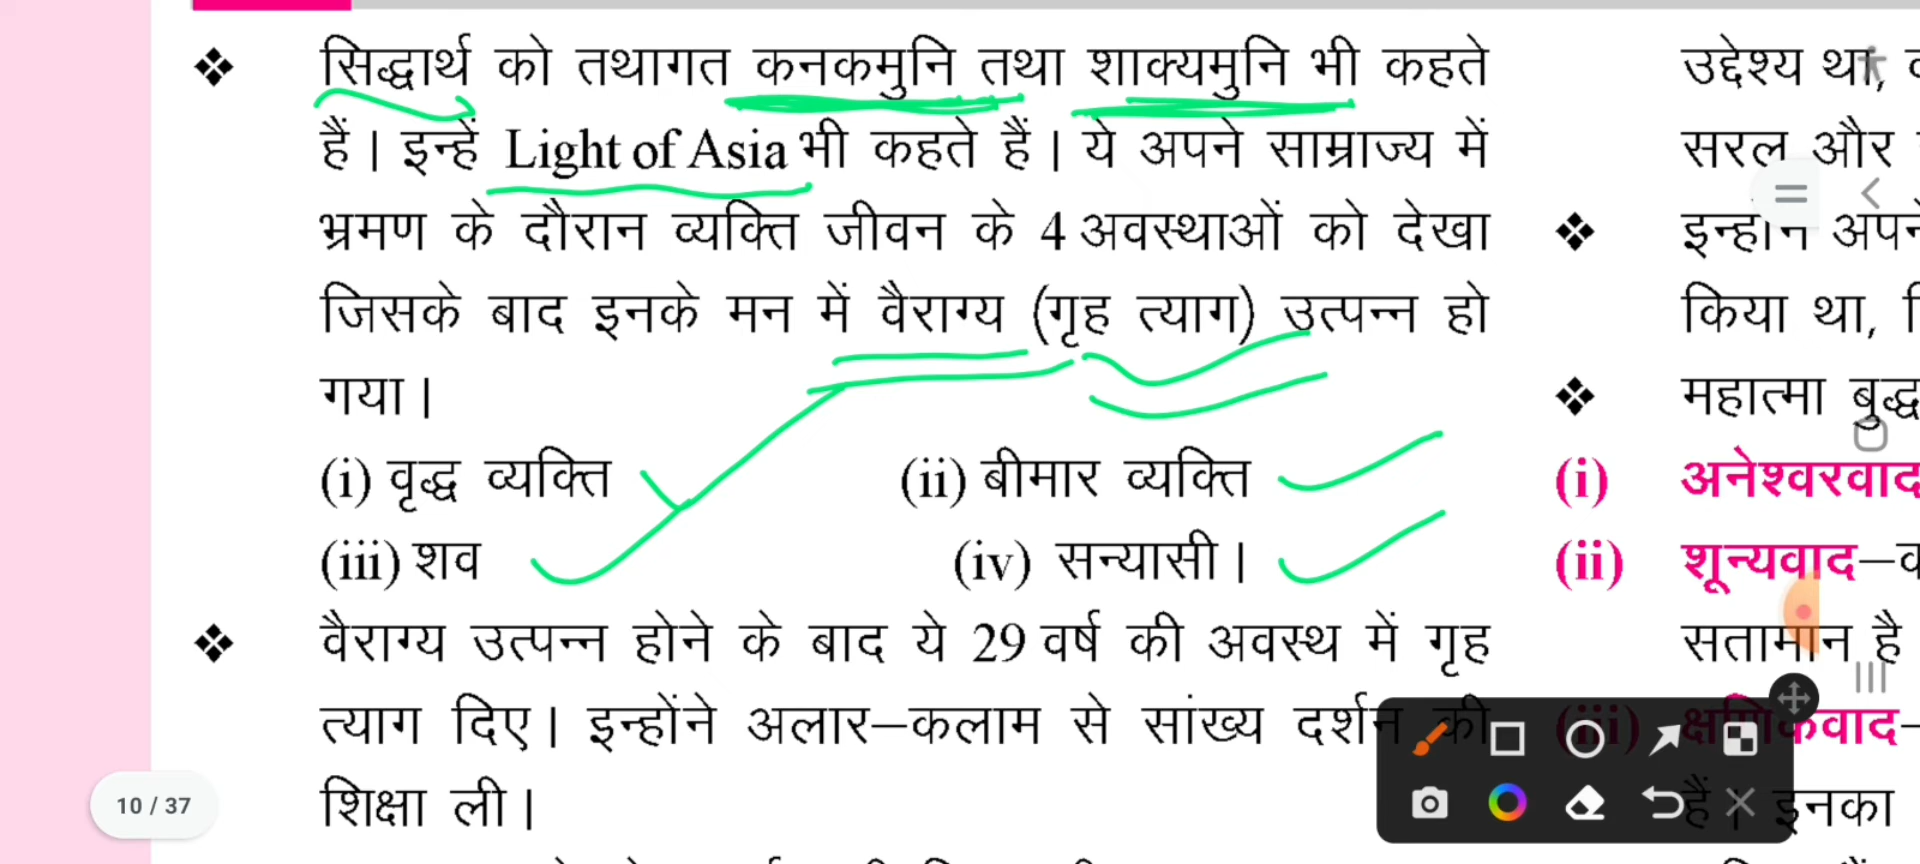 ❖ सिद्धार्थ को तथागत कनकमुनि तथा शाक्यमुनि भी कहते
हैं। इन्हें Light of Asia भी कहते हैं। ये अपने साम्राज्य में
भ्रमण के दौरान व्यक्ति जीवन के 4 अवस्थाओं को देखा
जिसके बाद इनके मन में वैराग्य (गृह त्याग) उत्पन्न हो
गया।
(i) वृद्ध व्यक्ति (ii) बीमार व्यक्ति
(iii) शव (iv) सन्यासी।
❖ वैराग्य उत्पन्न होने के बाद ये 29 वर्ष की अवस्थ में गृह
त्याग दिए। इन्होंने अलार–कलाम से सांख्य दर्शन की
शिक्षा ली।
10 / 37
उद्देश्य था,
सरल और
❖ इन्होंने
किया था,
❖ महात्मा बुद्ध
(i) अनेश्वरवाद
(ii) शून्यवाद–
सतामान है
(iii) क्षणिकवाद–
है। इनका